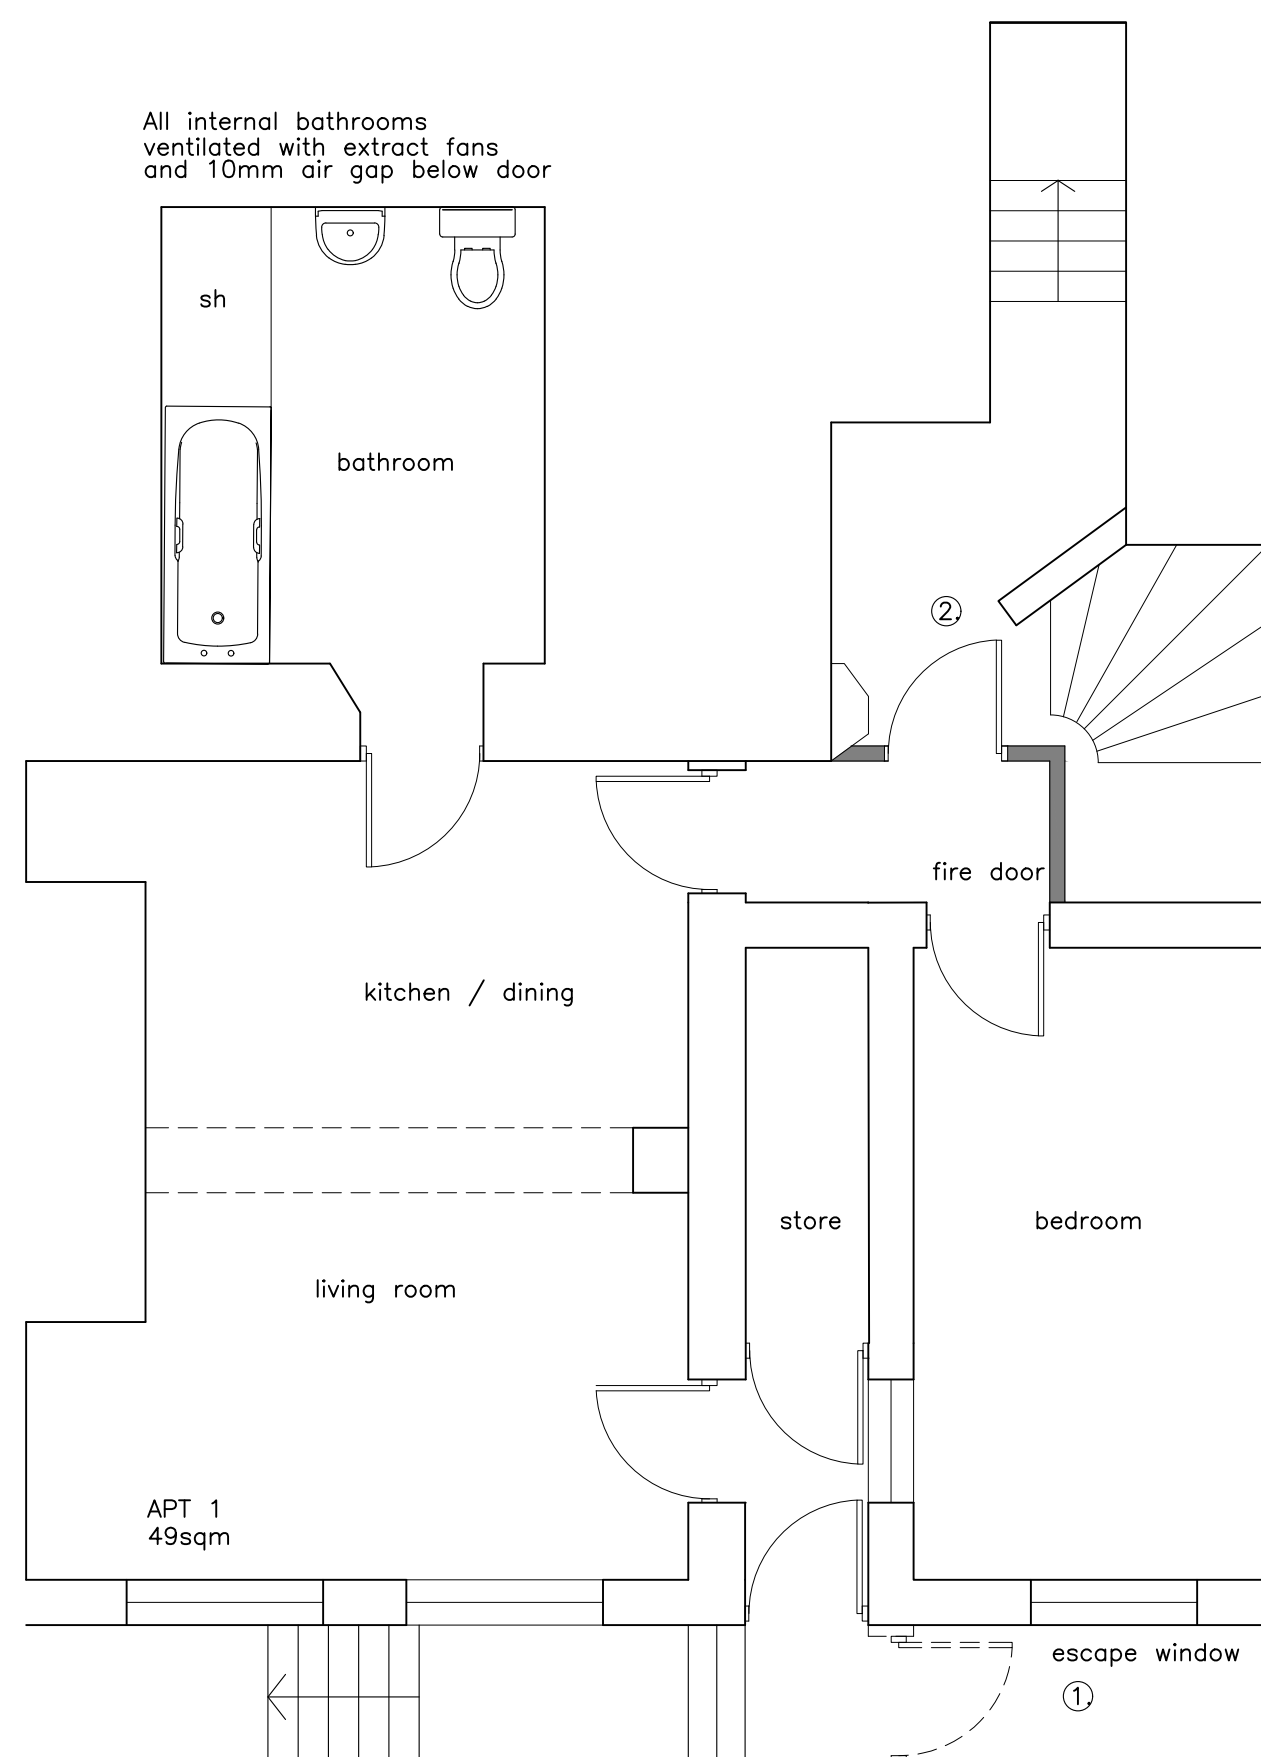 All internal bathrooms
ventilated with extract fans
and 10mm air gap below door
sh
bathroom
2.
fire door
kitchen / dining
store
bedroom
living room
APT 1
49sqm
escape window
1.